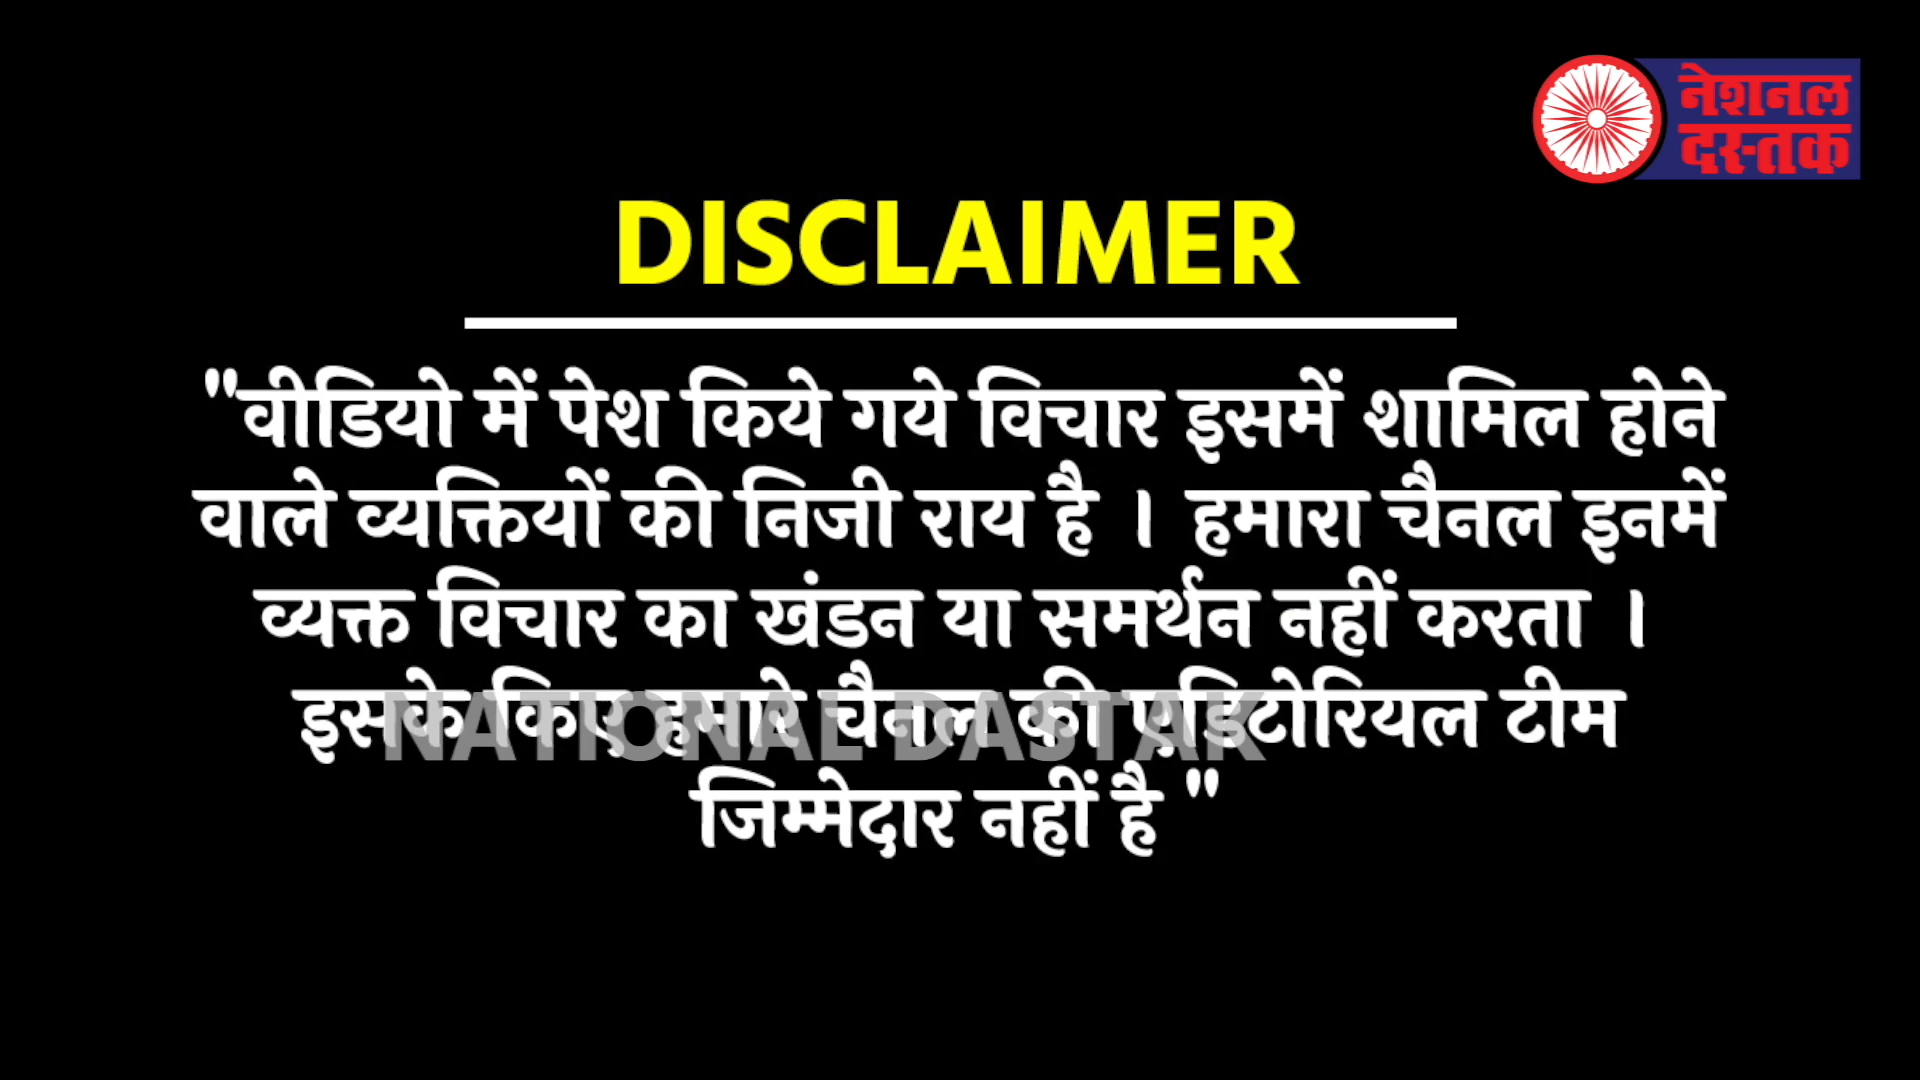 नेशनल
दस्तक
DISCLAIMER
"वीडियो में पेश किये गये विचार इसमें शामिल होने
वाले व्यक्तियों की निजी राय है । हमारा चैनल इनमें
व्यक्त विचार का खंडन या समर्थन नहीं करता ।
इसके किए हमारे चैनल की एडिटोरियल टीम
NATIONAL DASTAK
जिम्मेदार नहीं है "